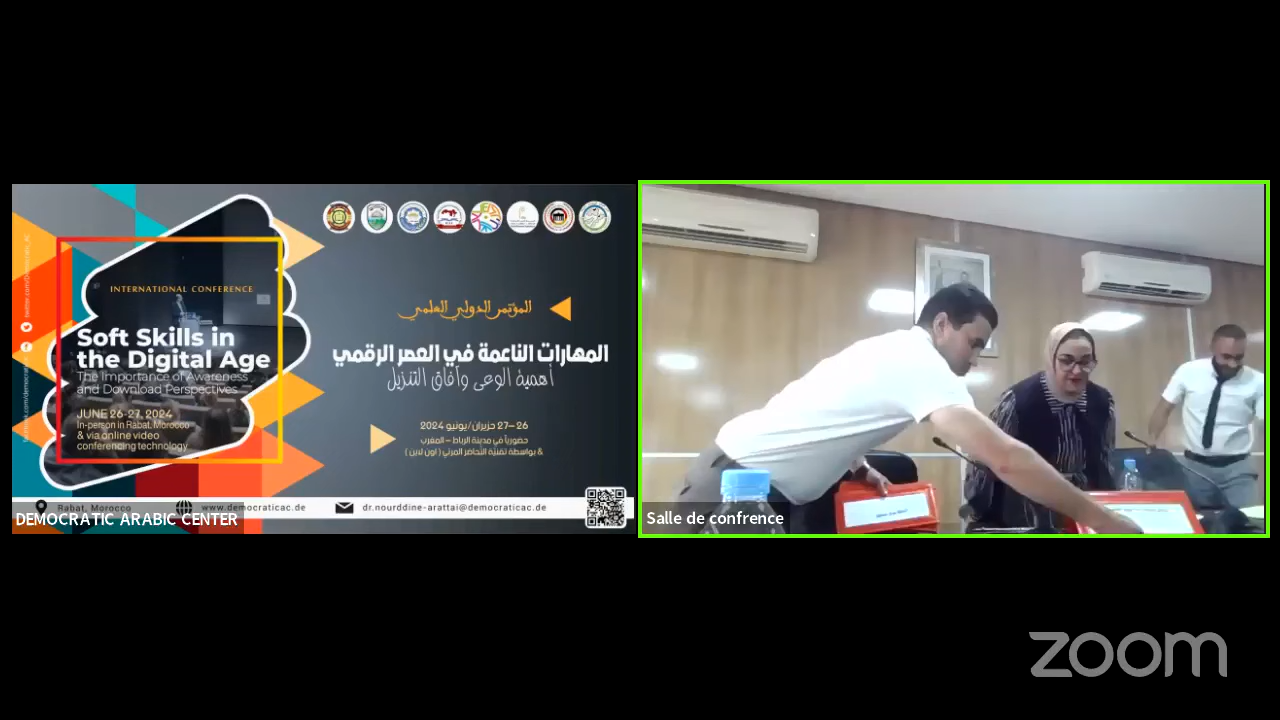 INTERNATIONAL CONFERENCE
Soft Skills in
the Digital Age
The Importance of Awareness
and Download Perspectives
JUNE 26-27, 2024
In-person in Rabat, Morocco
& via online video
conferencing technology
المؤتمر الدولي العلمي
المهارات الناعمة في العصر الرقمي
أهمية الوعي وآفاق التنزيل
26–27 حزيران/يونيو 2024
حضورياً في مدينة الرباط – المغرب
& بواسطة تقنيّة التحاضر المرئي ( اون لاين )
Rabat, Morocco
www.democraticac.de
dr.nourddine-arattai@democraticac.de
DEMOCRATIC ARABIC CENTER
Salle de confrence
zoom